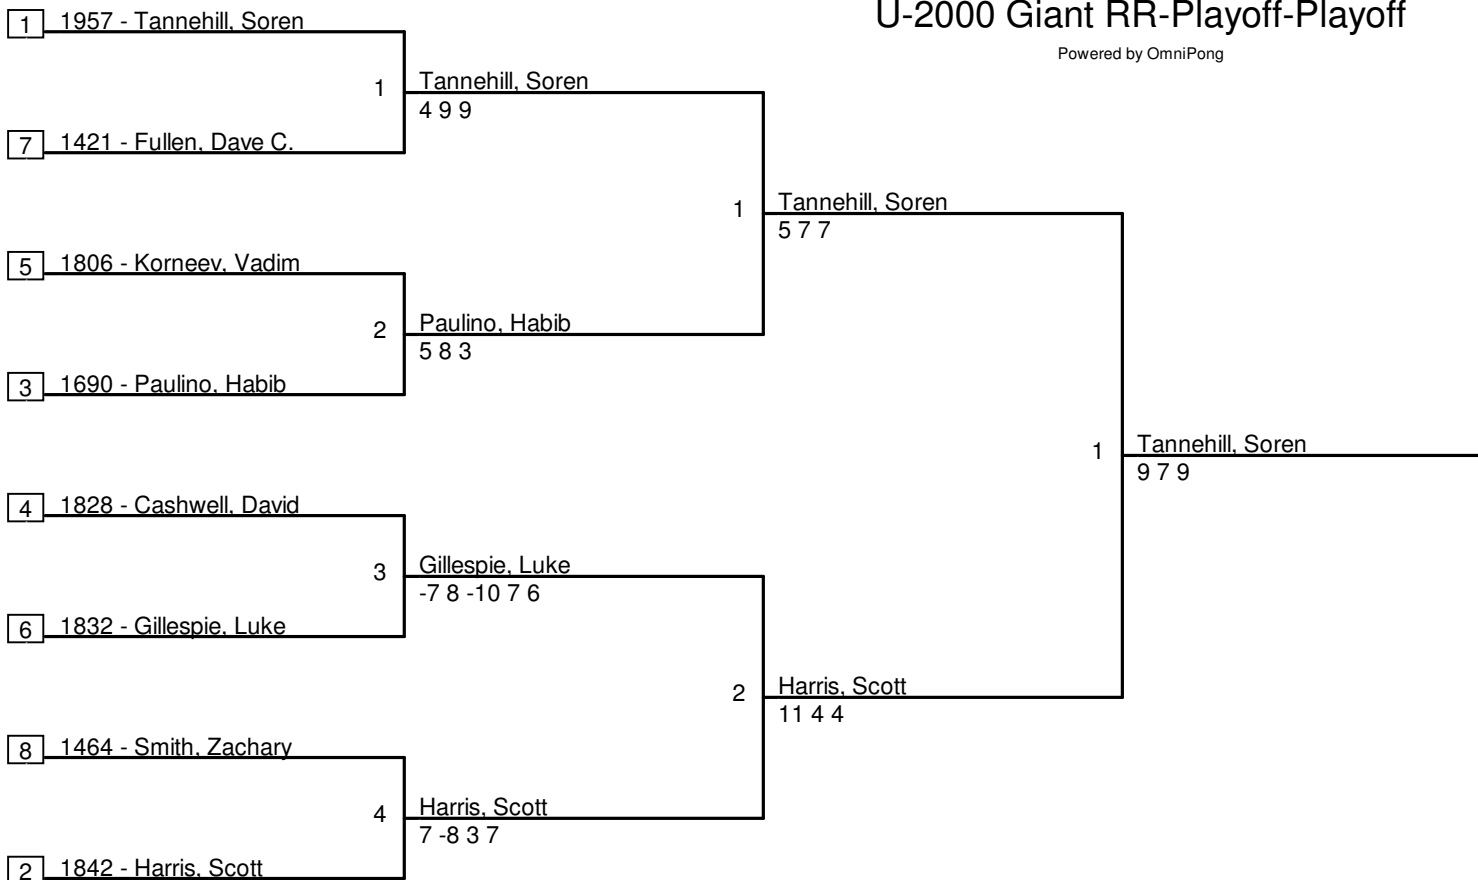 U-2000 Giant RR-Playoff-Playoff
Powered by OmniPong
1 1957 - Tannehill, Soren
1 Tannehill, Soren
4 9 9
7 1421 - Fullen, Dave C.
1 Tannehill, Soren
5 7 7
5 1806 - Korneev, Vadim
2 Paulino, Habib
5 8 3
3 1690 - Paulino, Habib
1 Tannehill, Soren
9 7 9
4 1828 - Cashwell, David
3 Gillespie, Luke
-7 8 -10 7 6
6 1832 - Gillespie, Luke
2 Harris, Scott
11 4 4
8 1464 - Smith, Zachary
4 Harris, Scott
7 -8 3 7
2 1842 - Harris, Scott